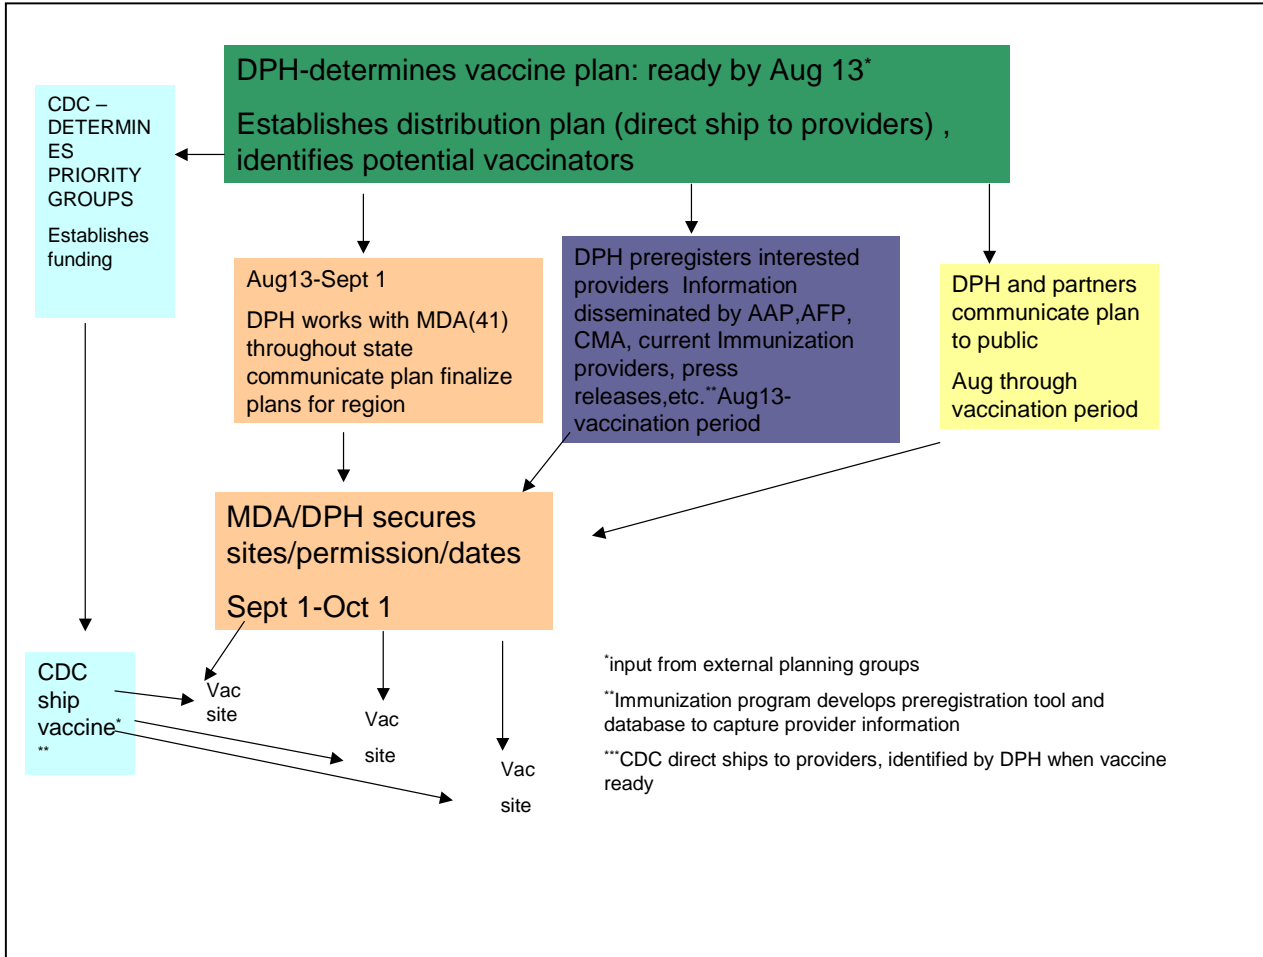 DPH-determines vaccine plan: ready by Aug 13*
Establishes distribution plan (direct ship to providers) ,
identifies potential vaccinators
CDC –
DETERMIN
ES
PRIORITY
GROUPS
Establishes
funding
Aug13-Sept 1
DPH works with MDA(41)
throughout state
communicate plan finalize
plans for region
DPH preregisters interested
providers  Information
disseminated by AAP,AFP,
CMA, current Immunization
providers, press
releases,etc.**Aug13-
vaccination period
DPH and partners
communicate plan
to public
Aug through
vaccination period
MDA/DPH secures
sites/permission/dates
Sept 1-Oct 1
CDC
ship
vaccine*
**
Vac
site
Vac
site
Vac
site
*input from external planning groups
**Immunization program develops preregistration tool and
database to capture provider information
***CDC direct ships to providers, identified by DPH when vaccine
ready